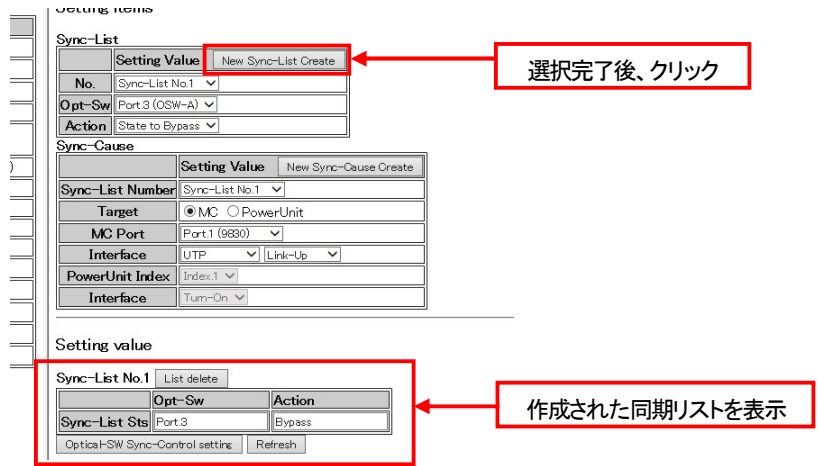 Setting Items
Sync-List
Setting Value New Sync-List Create
選択完了後、クリック
No. Sync-List No.1
Opt-Sw Port.3 (OSW-A)
Action State to Bypass
Sync-Cause
Setting Value New Sync-Cause Create
Sync-List Number Sync-List No.1
Target MC PowerUnit
MC Port Port.1 (9830)
Interface UTP Link-Up
PowerUnit Index Index.1
Interface Turn-On
Setting value
Sync-List No.1 List delete
Opt-Sw Action
作成された同期リストを表示
Sync-List Sts Port.3 Bypass
Optical-SW Sync-Control setting Refresh